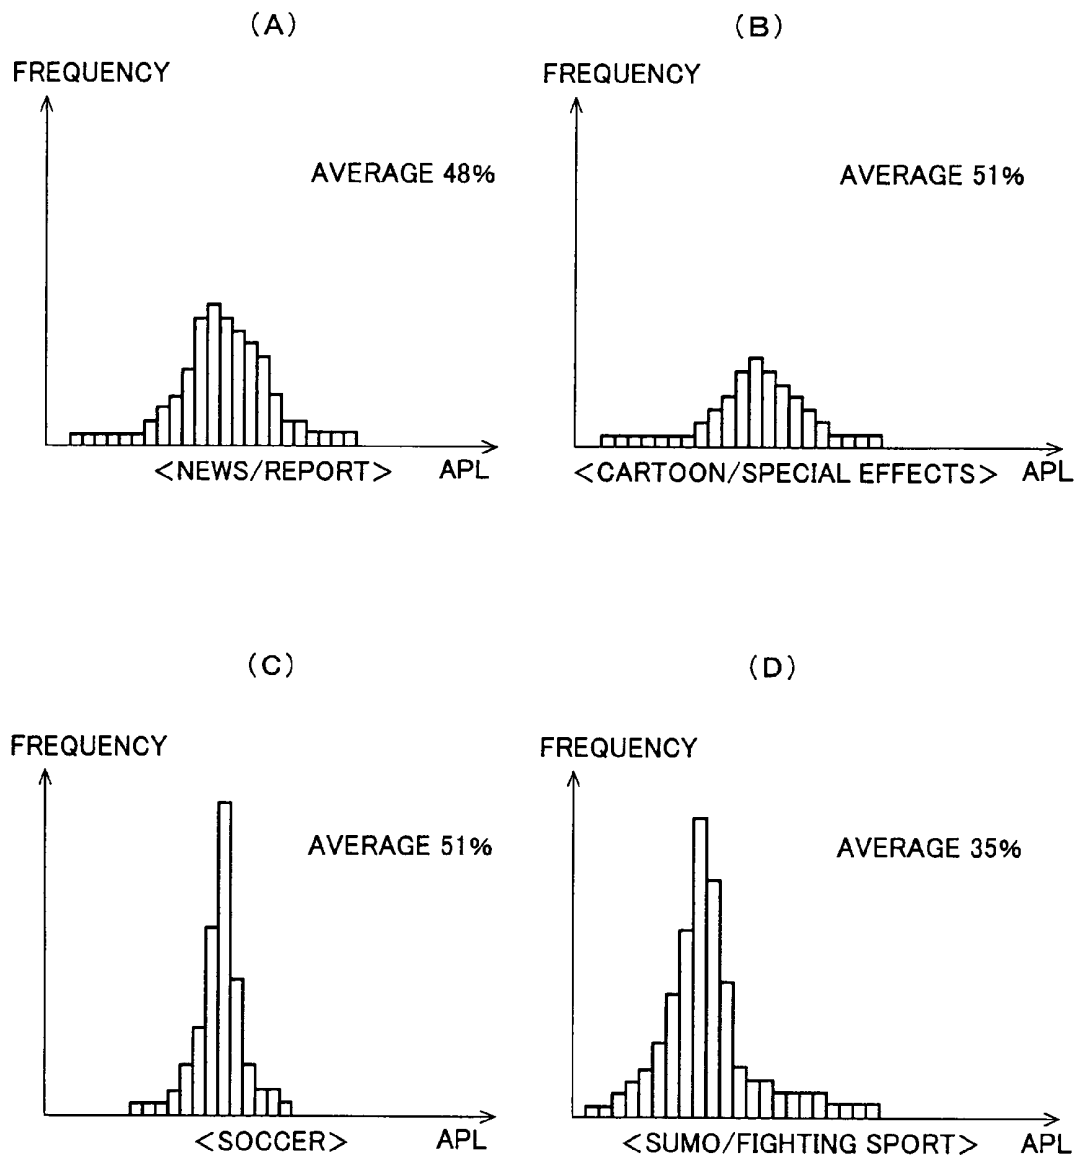 (A)
FREQUENCY
AVERAGE 48%
<NEWS/REPORT>
APL
(B)
FREQUENCY
AVERAGE 51%
<CARTOON/SPECIAL EFFECTS>
APL
(C)
FREQUENCY
AVERAGE 51%
<SOCCER>
APL
(D)
FREQUENCY
AVERAGE 35%
<SUMO/FIGHTING SPORT>
APL